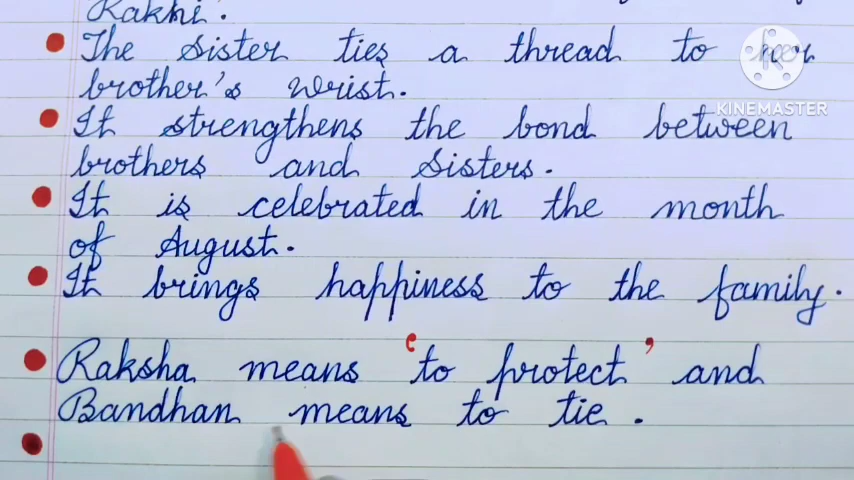 Rakhi'.
The sister ties a thread to her
brother's wrist.
KINEMASTER
It strengthens the bond between
brothers and sisters.
It is celebrated in the month
of August.
It brings happiness to the family.
Raksha means 'to protect' and
Bandhan means to tie.